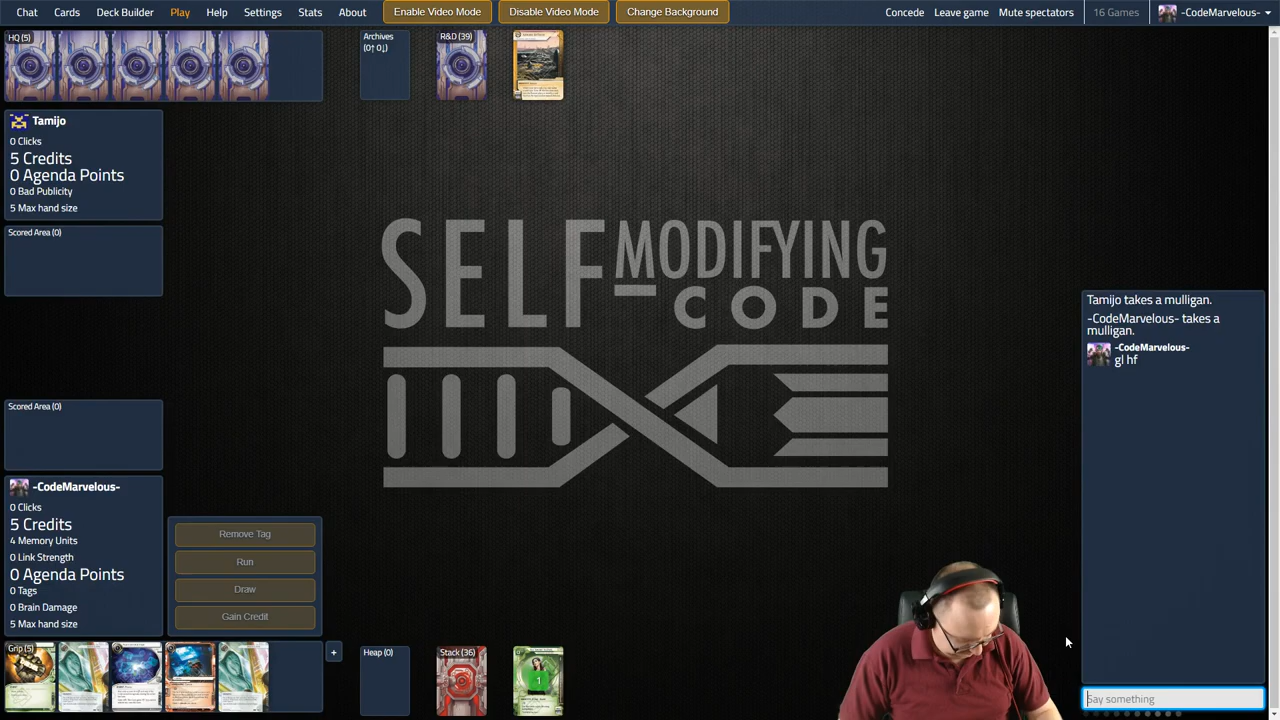 Chat Cards Deck Builder Play Help Settings Stats About Enable Video Mode Disable Video Mode Change Background Concede Leave game Mute spectators 16 Games -CodeMarvelous-
HQ (5)
Archives
(0↑ 0↓)
R&D (39)
Tamijo
0 Clicks
5 Credits
0 Agenda Points
0 Bad Publicity
5 Max hand size
Scored Area (0)
SELF-MODIFYING
CODE
Tamijo takes a mulligan.
-CodeMarvelous- takes a
mulligan.
-CodeMarvelous-
gl hf
Scored Area (0)
-CodeMarvelous-
0 Clicks
5 Credits
4 Memory Units
0 Link Strength
0 Agenda Points
0 Tags
0 Brain Damage
5 Max hand size
Remove Tag
Run
Draw
Gain Credit
Grip (5)
+
Heap (0)
Stack (36)
1
Say something